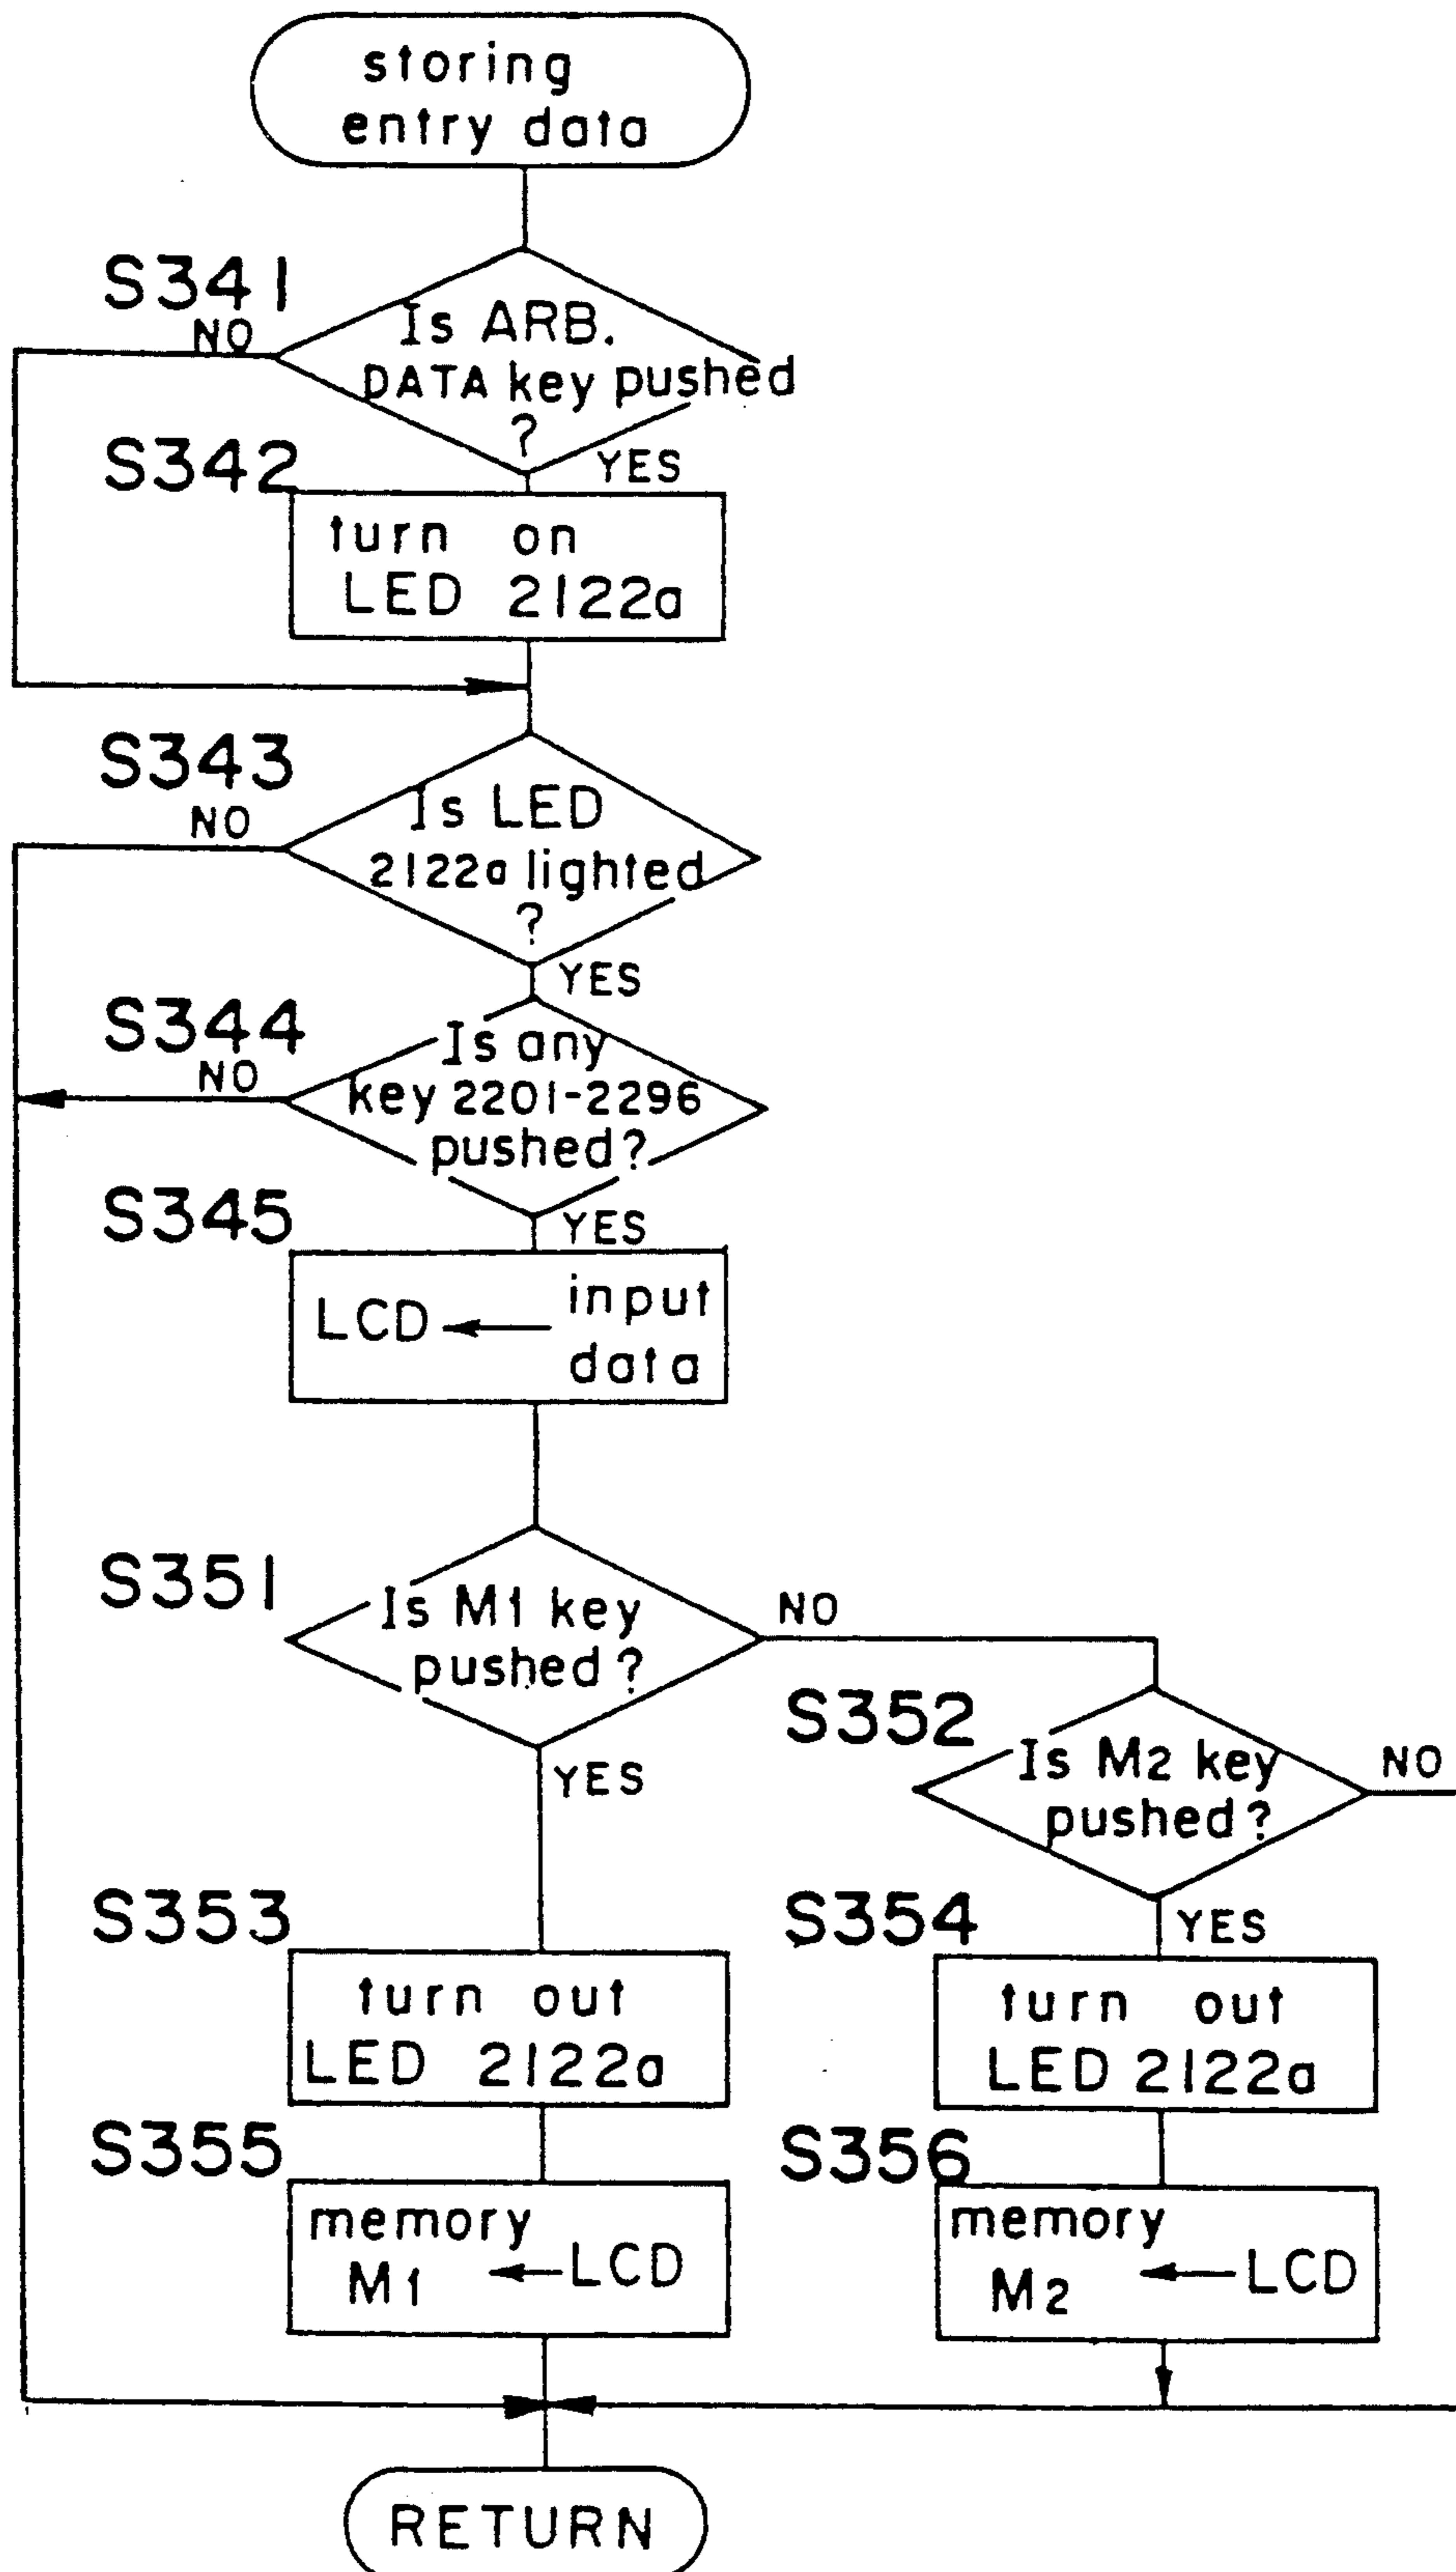 storing
entry data
S341
NO
Is ARB.
DATA key pushed
?
YES
S342
turn on
LED 2122a
S343
NO
Is LED
2122a lighted
?
YES
S344
NO
Is any
key 2201-2296
pushed?
YES
S345
LCD
input
data
S351
Is M1 key
pushed?
NO
YES
S352
Is M2 key
pushed?
NO
YES
S353
turn out
LED 2122a
S354
turn out
LED 2122a
S355
memory
M1 ← LCD
S356
memory
M2 ← LCD
RETURN